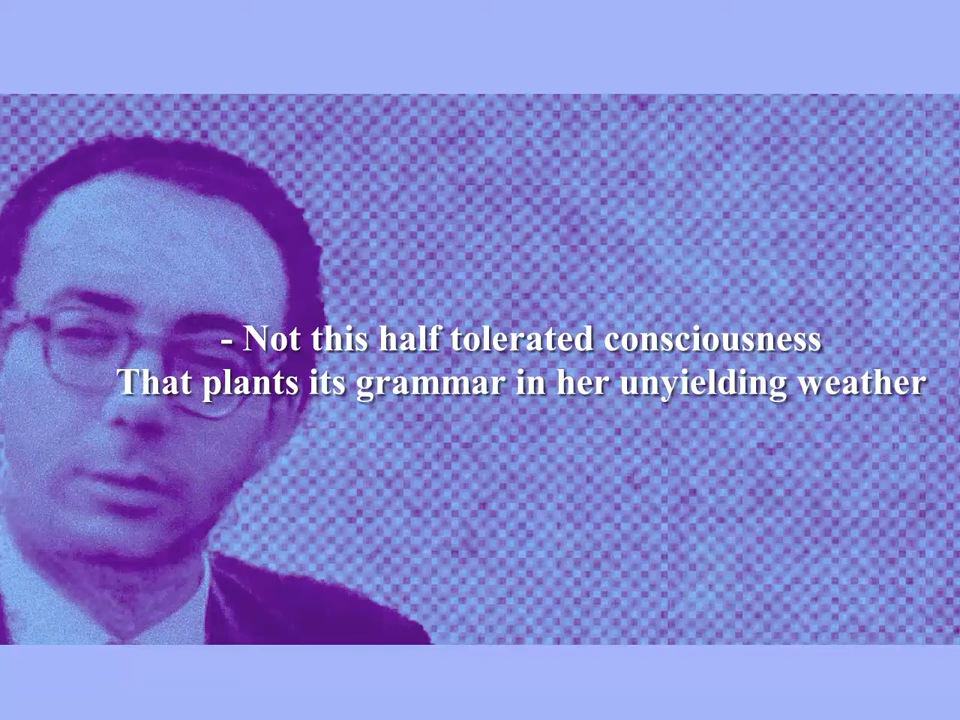 - Not this half tolerated consciousness
That plants its grammar in her unyielding weather